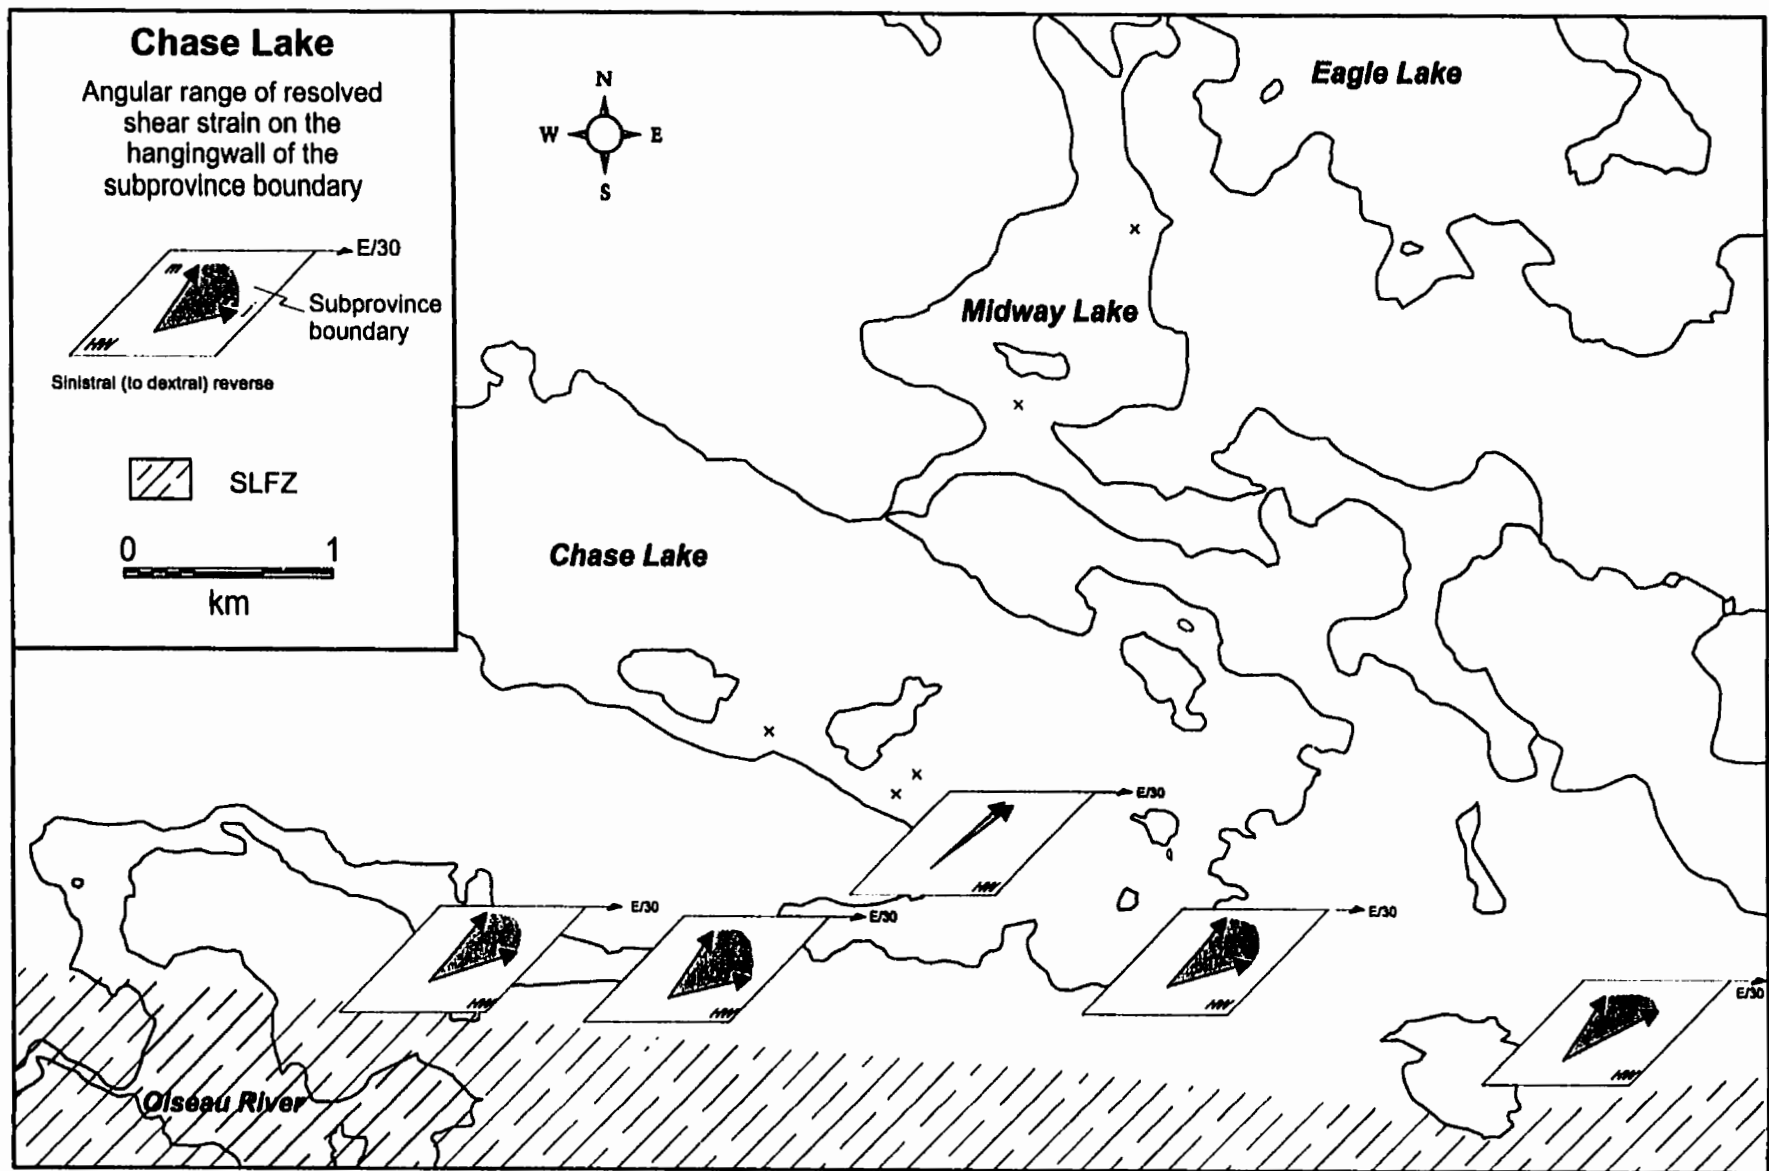 Chase Lake
Angular range of resolved
shear strain on the
hangingwall of the
subprovince boundary
E/30
m
Subprovince
boundary
HW
Sinistral (to dextral) reverse
SLFZ
0 1
km
N
W E
S
Eagle Lake
Midway Lake
Chase Lake
E/30
HW
E/30
HW
E/30
HW
E/30
HW
E/30
HW
Oiseau River